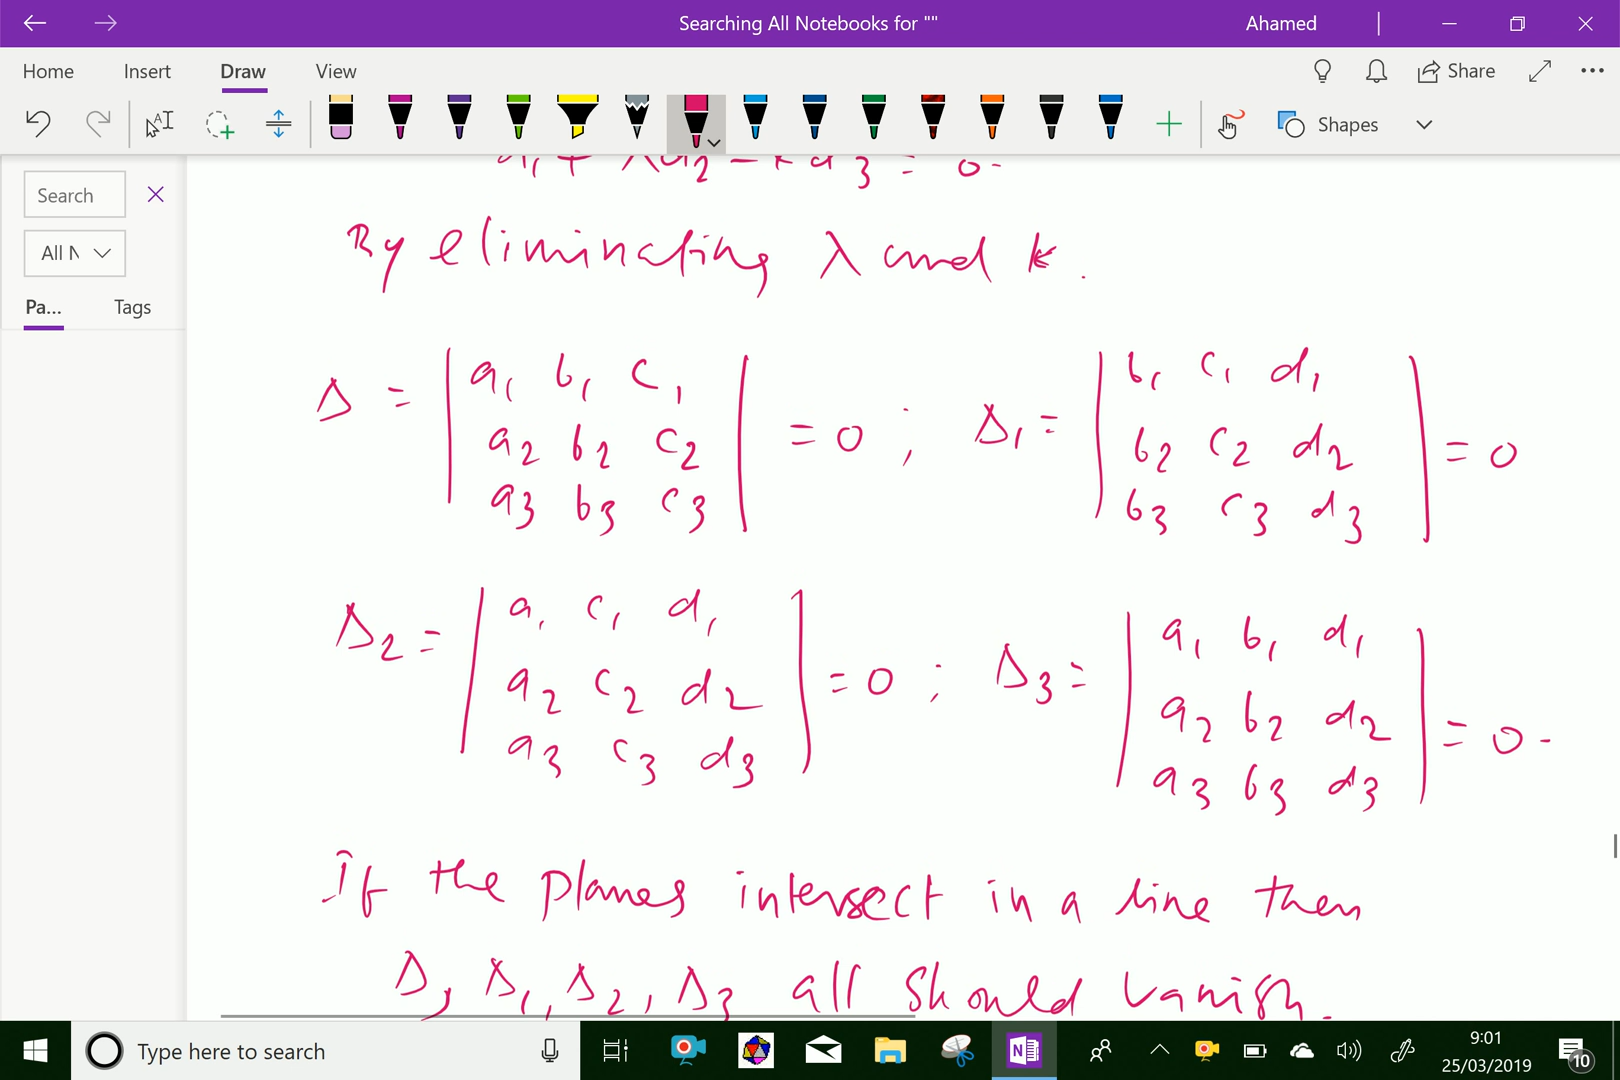 Searching All Notebooks for ""
Ahamed
Home Insert Draw View
Share
Shapes
Search
All N
Pa... Tags
a₁ + λa₂ - k a₃ = 0.
By eliminating λ and k.
Δ = | a₁ b₁ c₁ | = 0 ; Δ₁ = | b₁ c₁ d₁ | = 0
a₂ b₂ c₂ b₂ c₂ d₂
a₃ b₃ c₃ b₃ c₃ d₃
Δ₂ = | a₁ c₁ d₁ | = 0 ; Δ₃ = | a₁ b₁ d₁ | = 0.
a₂ c₂ d₂ a₂ b₂ d₂
a₃ c₃ d₃ a₃ b₃ d₃
If the planes intersect in a line then
Δ, Δ₁, Δ₂, Δ₃ all should vanish.
Type here to search
N
9:01
25/03/2019
10